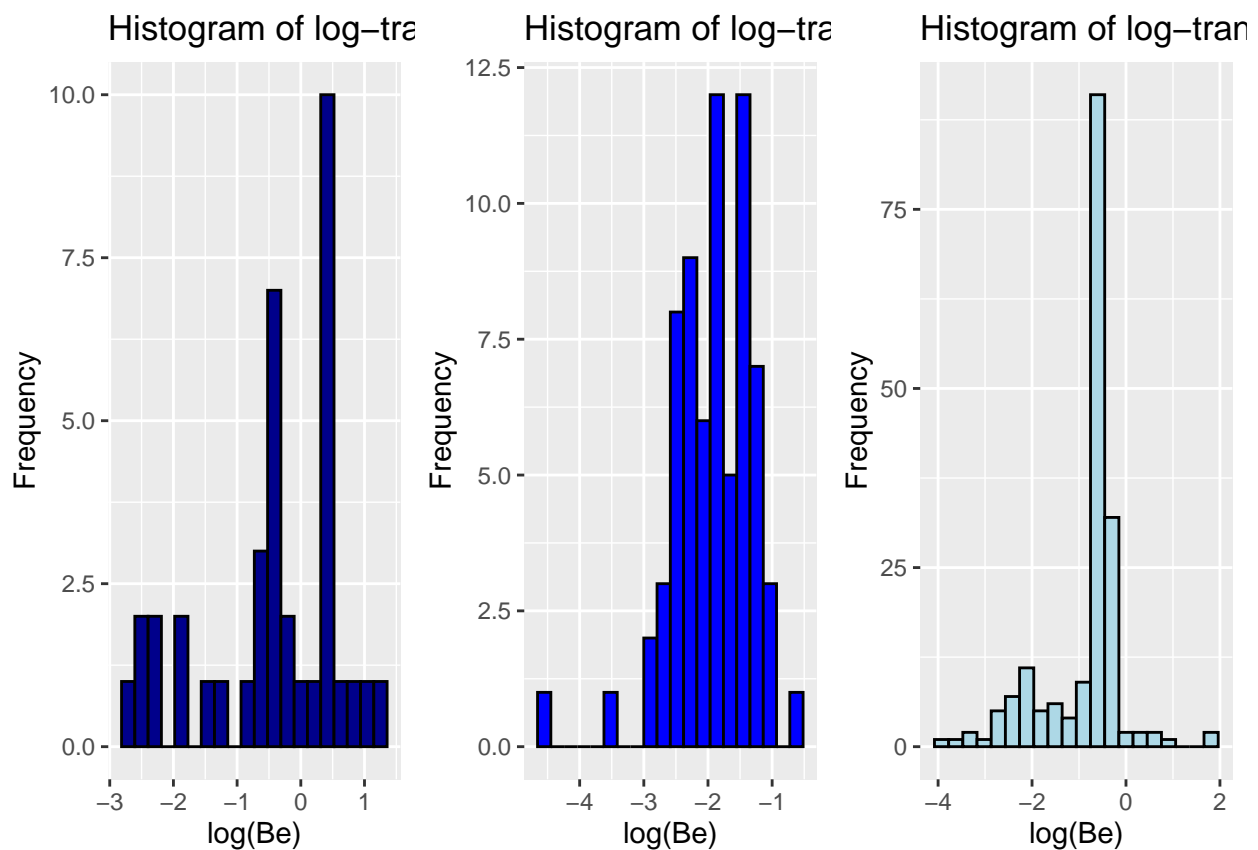 Histogram of log−tra
10.0
7.5
5.0
2.5
0.0
−3 −2 −1 0 1
log(Be)
Frequency
Histogram of log−tra
12.5
10.0
7.5
5.0
2.5
0.0
−4 −3 −2 −1
log(Be)
Frequency
Histogram of log−tran
75
50
25
0
−4 −2 0 2
log(Be)
Frequency